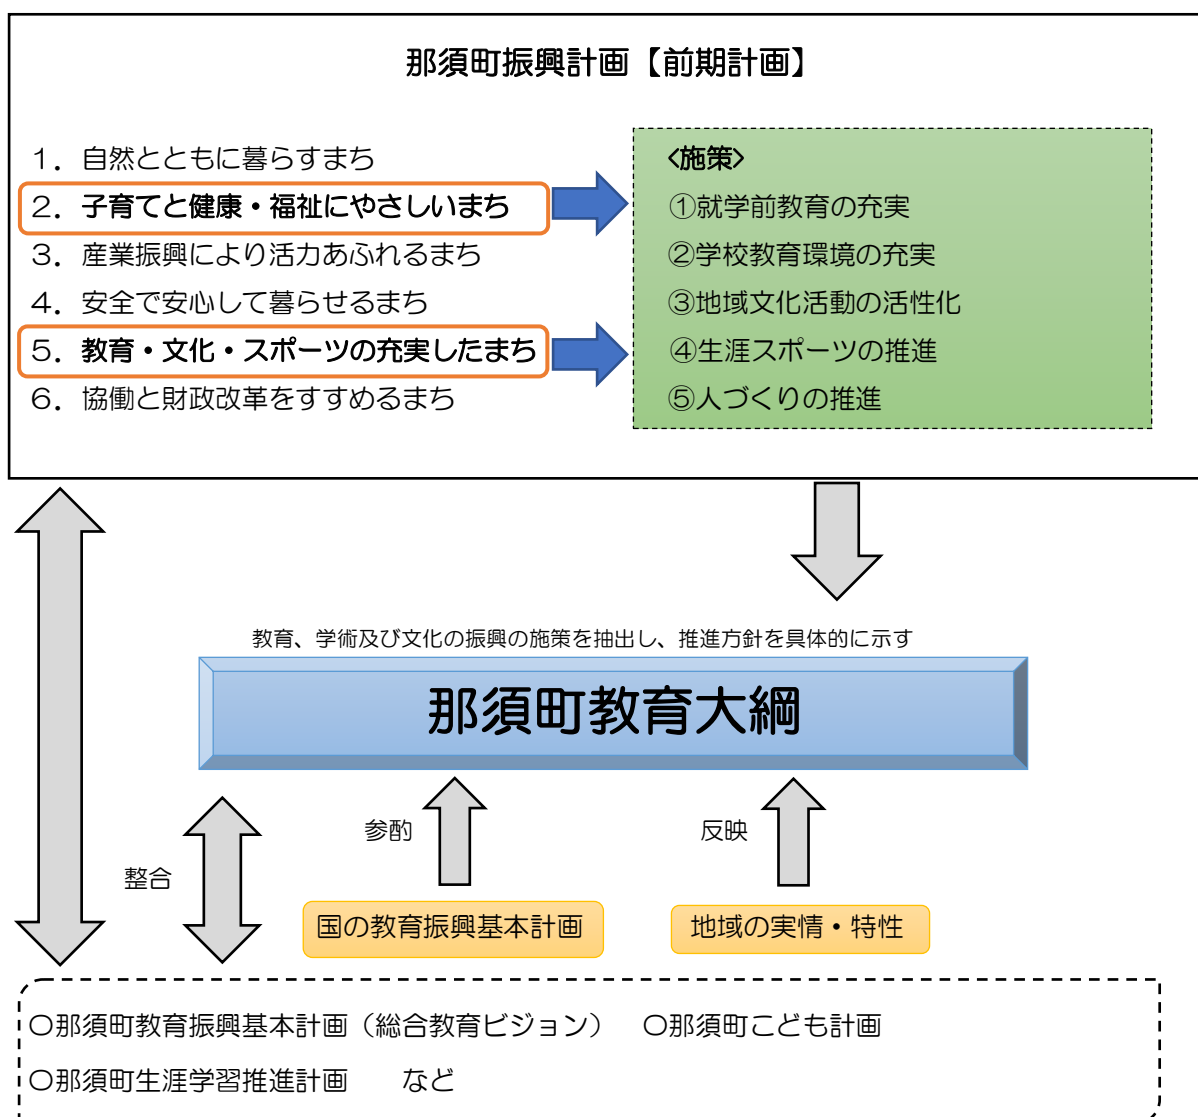 那須町振興計画【前期計画】
1．自然とともに暮らすまち
2．子育てと健康・福祉にやさしいまち
3．産業振興により活力あふれるまち
4．安全で安心して暮らせるまち
5．教育・文化・スポーツの充実したまち
6．協働と財政改革をすすめるまち
<施策>
①就学前教育の充実
②学校教育環境の充実
③地域文化活動の活性化
④生涯スポーツの推進
⑤人づくりの推進
教育、学術及び文化の振興の施策を抽出し、推進方針を具体的に示す
那須町教育大綱
整合
参酌
反映
国の教育振興基本計画
地域の実情・特性
〇那須町教育振興基本計画（総合教育ビジョン）　〇那須町こども計画
〇那須町生涯学習推進計画　　など